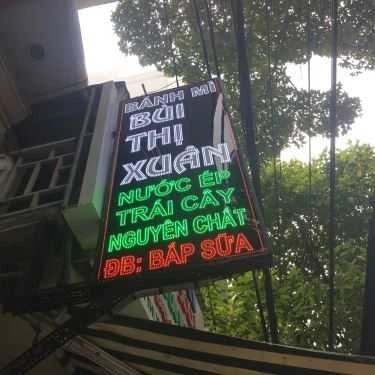 BÁNH MÌ
BÙI
THỊ
XUÂN
NƯỚC ÉP
TRÁI CÂY
NGUYÊN CHẤT
ĐB: BẮP SỮA